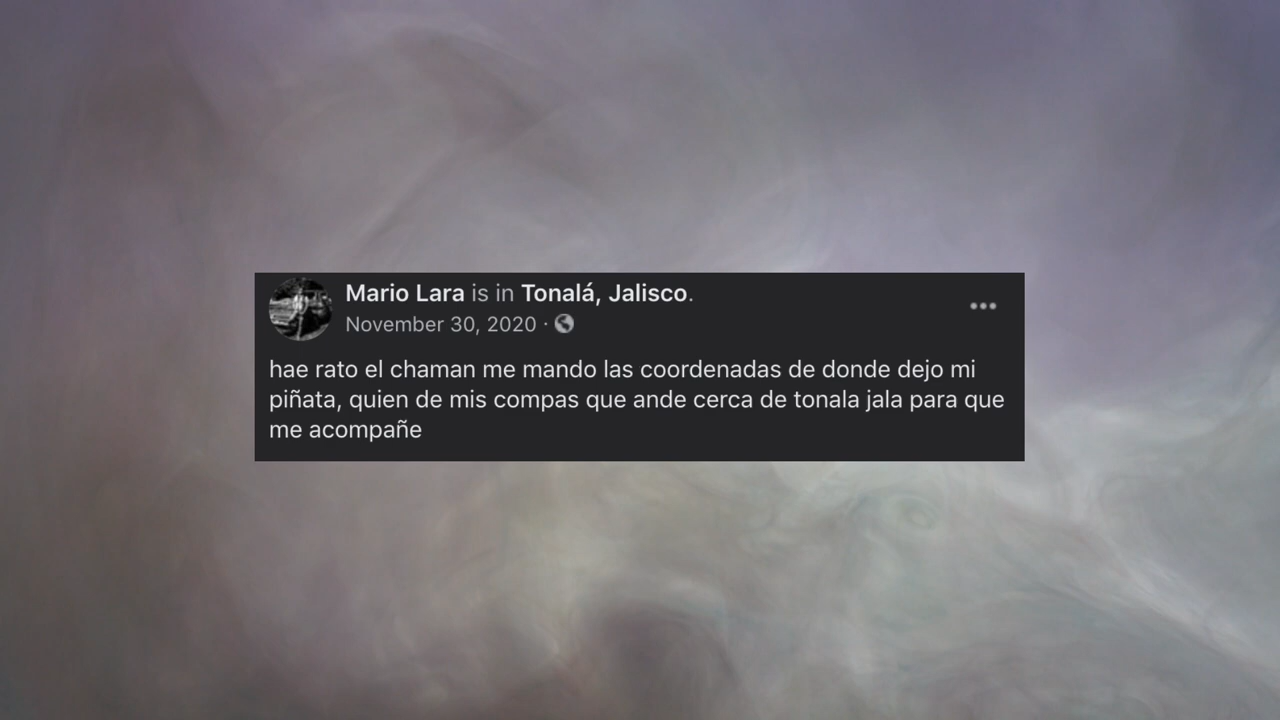 Mario Lara is in Tonalá, Jalisco.
November 30, 2020 ·
hae rato el chaman me mando las coordenadas de donde dejo mi
piñata, quien de mis compas que ande cerca de tonala jala para que
me acompañe